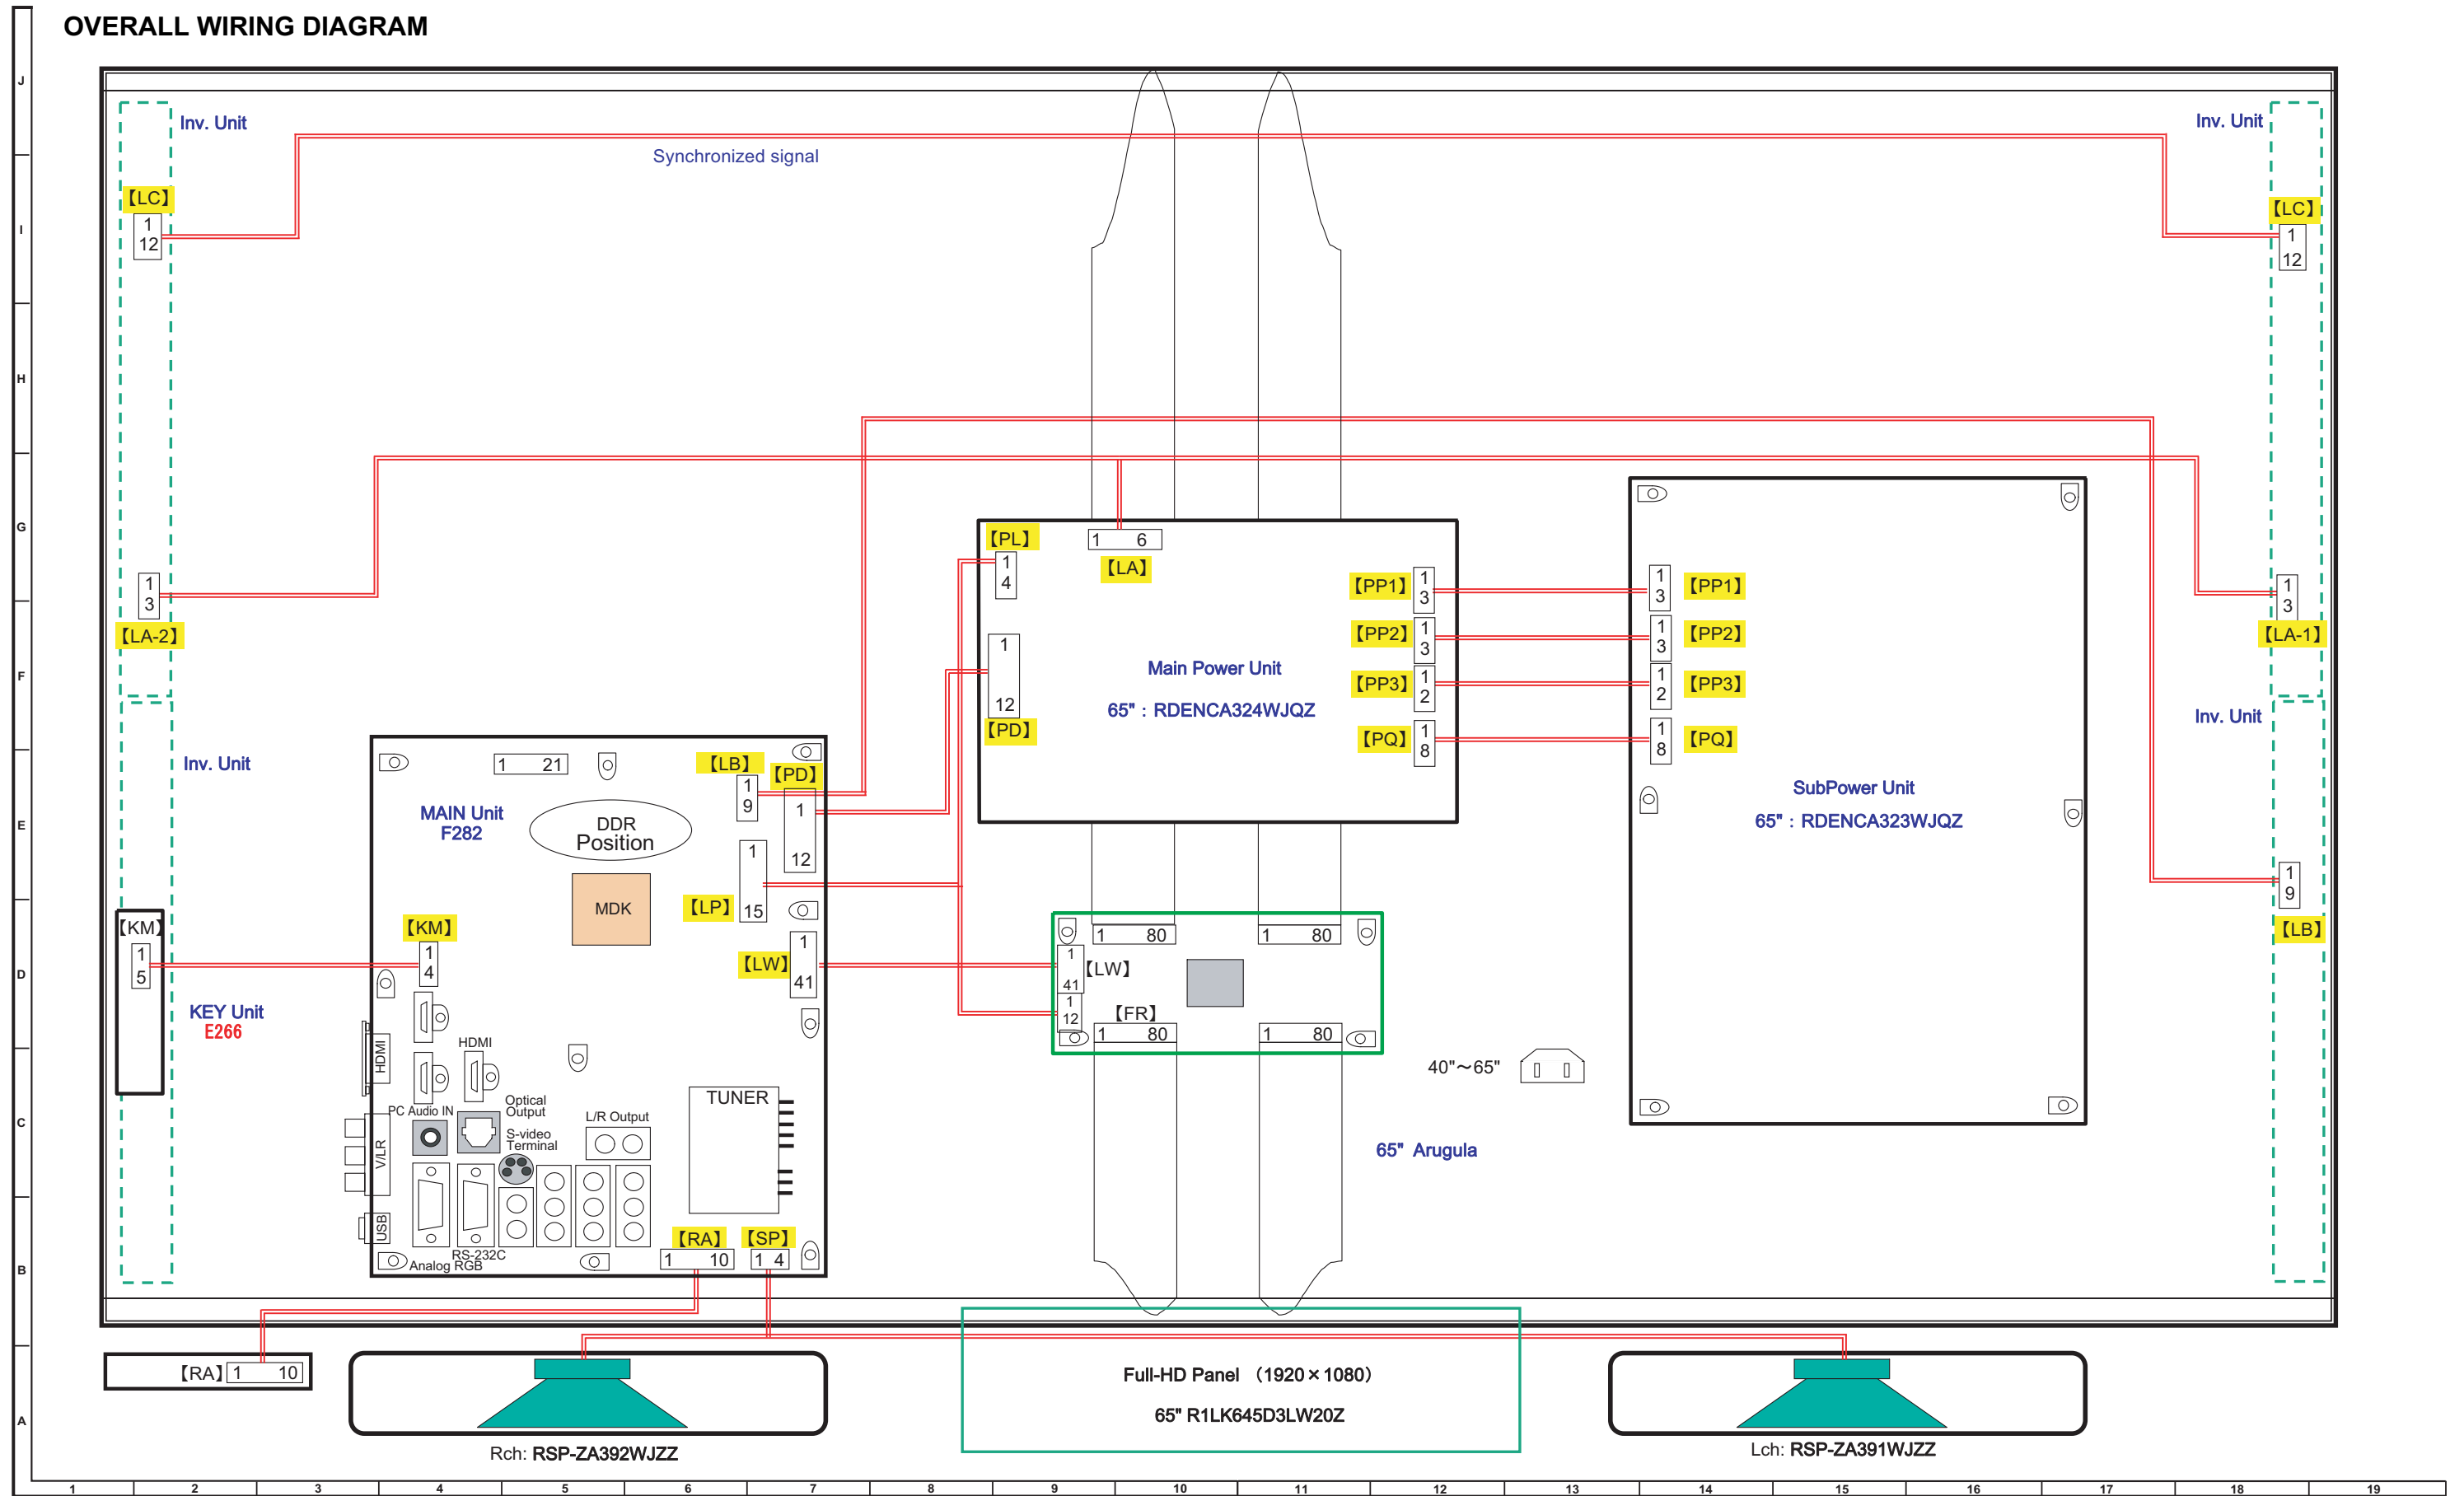 OVERALL WIRING DIAGRAM
J
I
H
G
F
E
D
C
B
A
Inv. Unit
Inv. Unit
Synchronized signal
【LC】
1
12
【LC】
1
12
1
3
【LA-2】
1
3
【LA-1】
【PL】
1
4
1 6
【LA】
1
12
【PD】
Main Power Unit
65" : RDENCA324WJQZ
【PP1】
1
3
【PP2】
1
3
【PP3】
1
2
【PQ】
1
8
1
3
【PP1】
1
3
【PP2】
1
2
【PP3】
1
8
【PQ】
SubPower Unit
65" : RDENCA323WJQZ
Inv. Unit
Inv. Unit
1
9
【LB】
1 21
【LB】
1
9
【PD】
1
12
MAIN Unit
F282
DDR
Position
MDK
1
15
【LP】
【LW】
1
41
【KM】
1
4
【KM】
1
5
KEY Unit
E266
1 80
1 80
1
41
【LW】
1
12
【FR】
1 80
1 80
HDMI
HDMI
PC Audio IN
Optical
Output
S-video
Terminal
L/R Output
TUNER
V/LR
USB
RS-232C
Analog RGB
【RA】
1 10
【SP】
1 4
40"～65"
65" Arugula
【RA】 1 10
Rch: RSP-ZA392WJZZ
Full-HD Panel （1920×1080）
65" R1LK645D3LW20Z
Lch: RSP-ZA391WJZZ
1 2 3 4 5 6 7 8 9 10 11 12 13 14 15 16 17 18 19